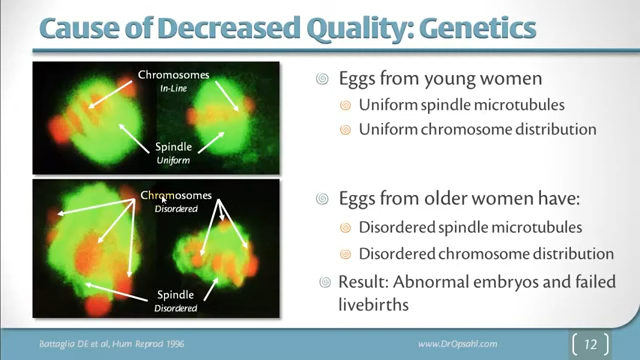 Cause of Decreased Quality: Genetics
Chromosomes
In-Line
Spindle
Uniform
Chromosomes
Disordered
Spindle
Disordered
Eggs from young women
Uniform spindle microtubules
Uniform chromosome distribution
Eggs from older women have:
Disordered spindle microtubules
Disordered chromosome distribution
Result: Abnormal embryos and failed
livebirths
Battaglia DE et al, Hum Reprod 1996
www.DrOpsahl.com
12